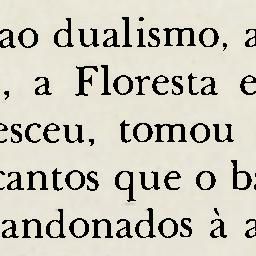 ao dualismo, a
, a Floresta e
esceu, tomou
cantos que o ba
andonados à a